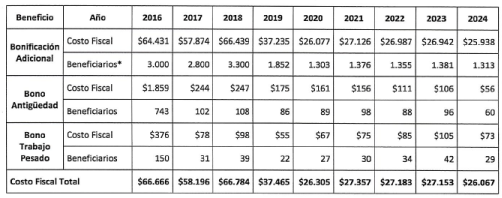 Beneficio Año 2016 2017 2018 2019 2020 2021 2022 2023 2024
Bonificación Adicional Costo Fiscal $64.431 $57.874 $66.439 $37.235 $26.077 $27.126 $26.987 $26.942 $25.938
Beneficiarios* 3.000 2.800 3.300 1.852 1.303 1.376 1.355 1.381 1.313
Bono Antigüedad Costo Fiscal $1.859 $244 $247 $175 $161 $156 $111 $106 $56
Beneficiarios 743 102 108 86 89 98 88 96 60
Bono Trabajo Pesado Costo Fiscal $376 $78 $98 $55 $67 $75 $85 $105 $73
Beneficiarios 150 31 39 22 27 30 34 42 29
Costo Fiscal Total $66.666 $58.196 $66.784 $37.465 $26.305 $27.357 $27.183 $27.153 $26.067